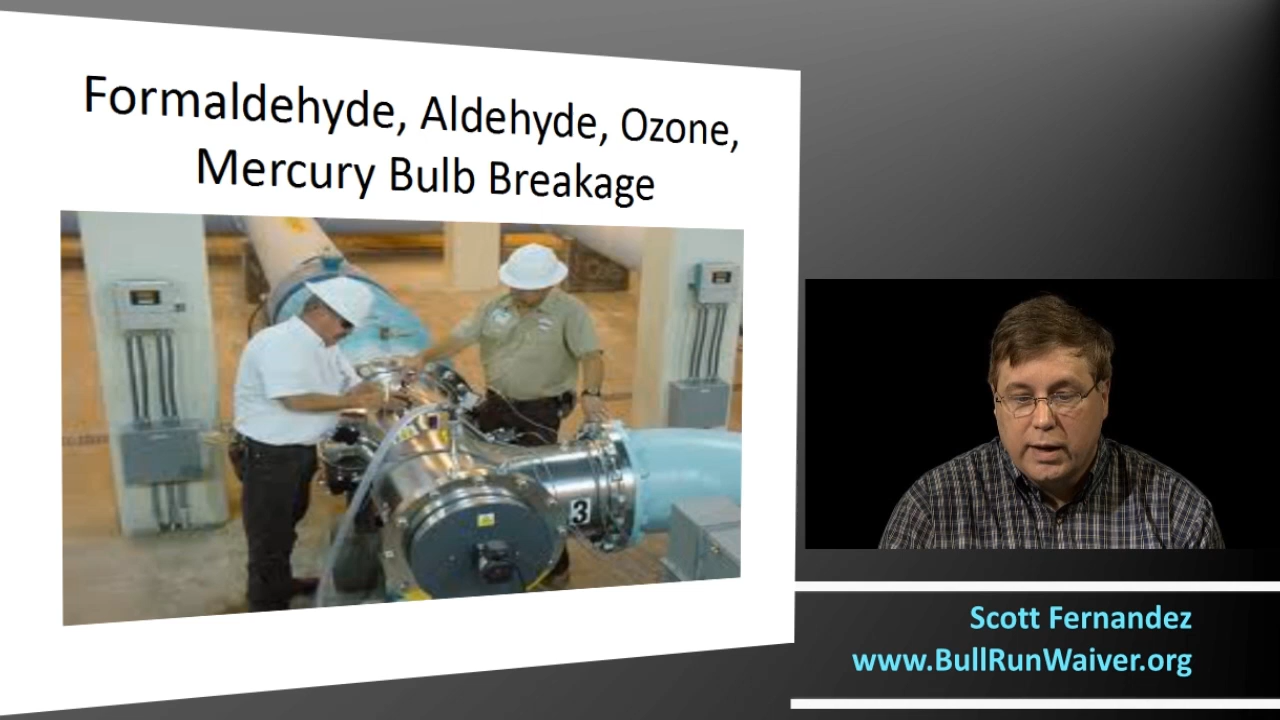 Formaldehyde, Aldehyde, Ozone,
Mercury Bulb Breakage
3
Scott Fernandez
www.BullRunWaiver.org